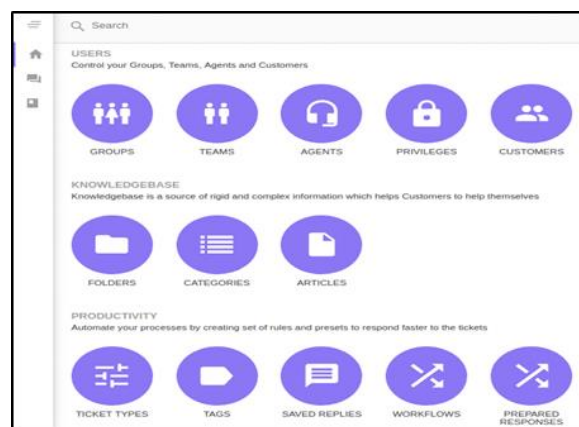 Search
USERS
Control your Groups, Teams, Agents and Customers
GROUPS TEAMS AGENTS PRIVILEGES CUSTOMERS
KNOWLEDGEBASE
Knowledgebase is a source of rigid and complex information which helps Customers to help themselves
FOLDERS CATEGORIES ARTICLES
PRODUCTIVITY
Automate your processes by creating set of rules and presets to respond faster to the tickets
TICKET TYPES TAGS SAVED REPLIES WORKFLOWS PREPARED
RESPONSES